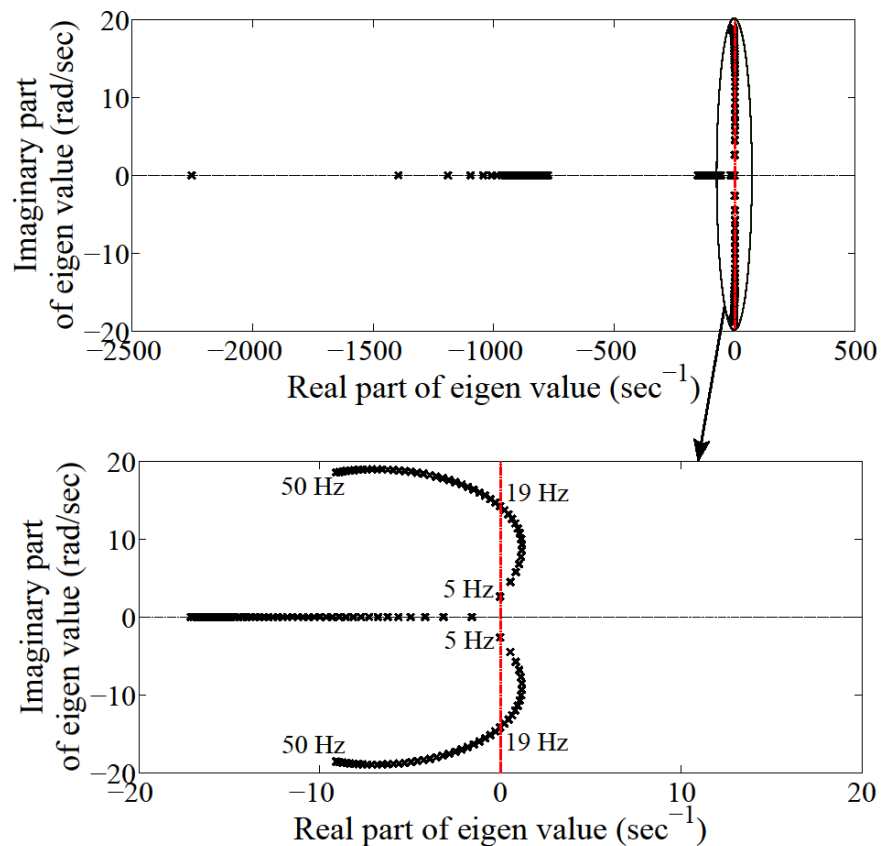 Imaginary part
of eigen value (rad/sec)
20
10
0
−10
−20
−2500
−2000
−1500
−1000
−500
0
500
Real part of eigen value (sec−1)
Imaginary part
of eigen value (rad/sec)
20
10
0
−10
−20
50 Hz
19 Hz
5 Hz
5 Hz
50 Hz
19 Hz
−20
−10
0
10
20
Real part of eigen value (sec−1)